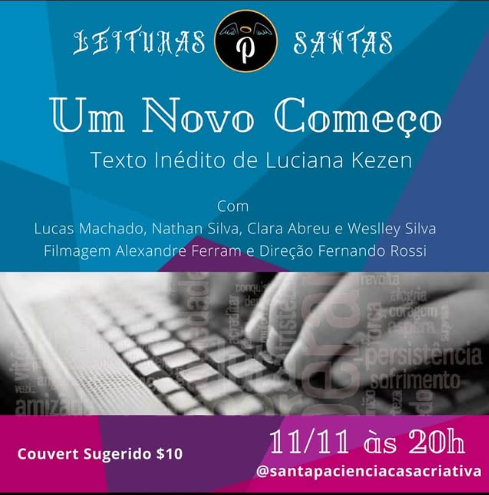 LEITURAS P SANTAS
Um Novo Começo
Texto Inédito de Luciana Kezen
Com
Lucas Machado, Nathan Silva, Clara Abreu e Weslley Silva
Filmagem Alexandre Ferram e Direção Fernando Rossi
revolta
alegria
coragem
persistência
sofrimento
Couvert Sugerido $10
11/11 às 20h
@santapacienciacasacriativa